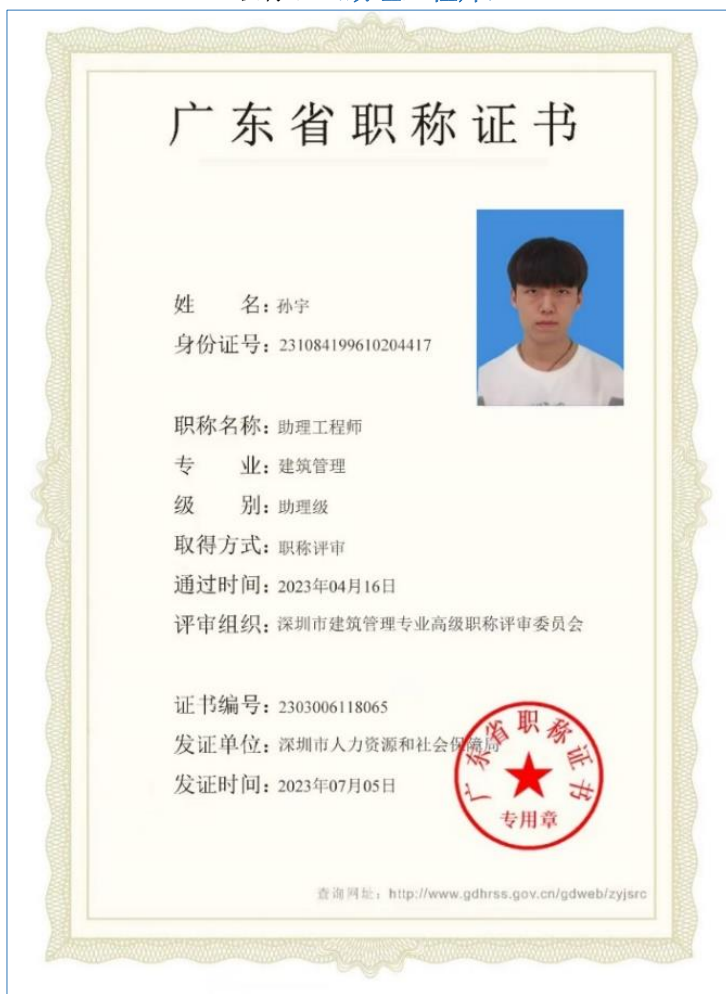 广东省职称证书
姓 名：孙宇
身份证号：231084199610204417
职称名称：助理工程师
专 业：建筑管理
级 别：助理级
取得方式：职称评审
通过时间：2023年04月16日
评审组织：深圳市建筑管理专业高级职称评审委员会
证书编号：2303006118065
发证单位：深圳市人力资源和社会保障局
发证时间：2023年07月05日
广东省职称证书
专用章
查询网址：http://www.gdhrss.gov.cn/gdweb/zyjsrc